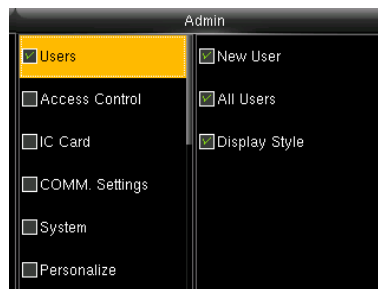 Admin
Users
Access Control
IC Card
COMM. Settings
System
Personalize
New User
All Users
Display Style